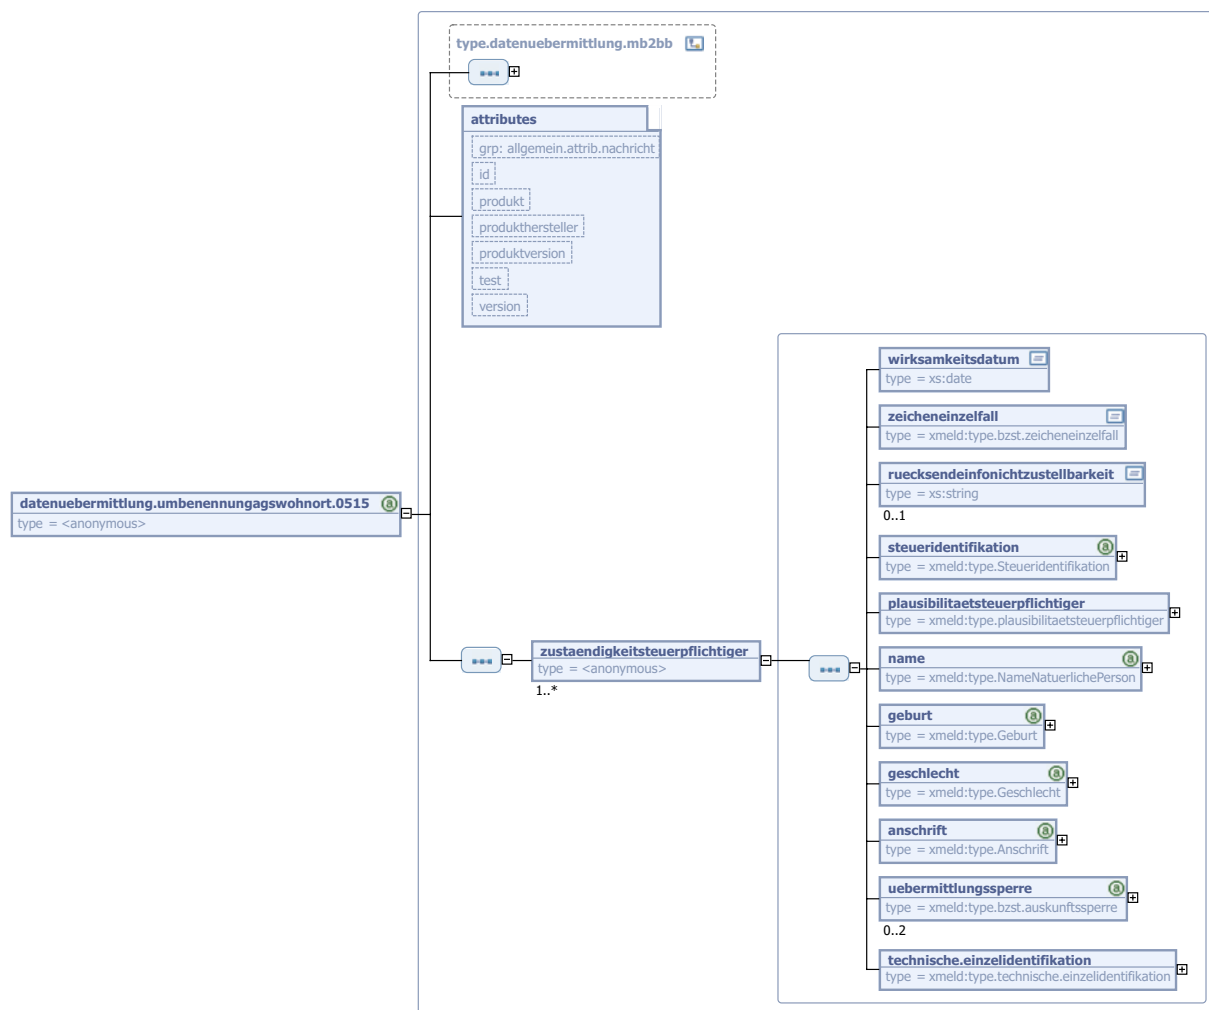 type.datenuebermittlung.mb2bb
attributes
grp: allgemein.attrib.nachricht
id
produkt
produkthersteller
produktversion
test
version
datenuebermittlung.umbenennungagswohnort.0515
type = <anonymous>
zustaendigkeitsteuerpflichtiger
type = <anonymous>
1..*
wirksamkeitsdatum
type = xs:date
zeicheneinzelfall
type = xmeld:type.bzst.zeicheneinzelfall
ruecksendeinfonichtzustellbarkeit
type = xs:string
0..1
steueridentifikation
type = xmeld:type.Steueridentifikation
plausibilitaetsteuerpflichtiger
type = xmeld:type.plausibilitaetsteuerpflichtiger
name
type = xmeld:type.NameNatuerlichePerson
geburt
type = xmeld:type.Geburt
geschlecht
type = xmeld:type.Geschlecht
anschrift
type = xmeld:type.Anschrift
uebermittlungssperre
type = xmeld:type.bzst.auskunftssperre
0..2
technische.einzelidentifikation
type = xmeld:type.technische.einzelidentifikation